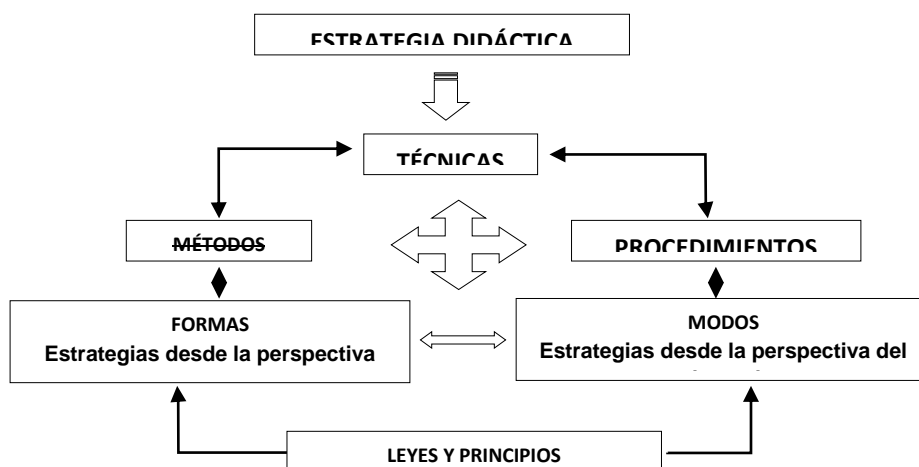 ESTRATEGIA DIDÁCTICA
TÉCNICAS
MÉTODOS
PROCEDIMIENTOS
FORMAS
Estrategias desde la perspectiva
MODOS
Estrategias desde la perspectiva del
LEYES Y PRINCIPIOS